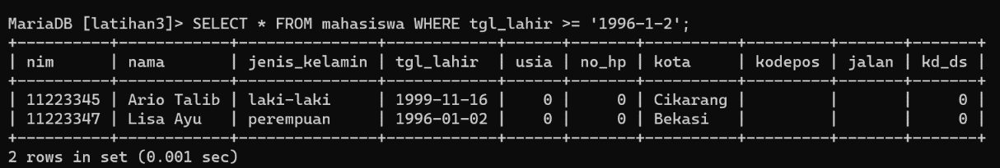 MariaDB [latihan3]> SELECT * FROM mahasiswa WHERE tgl_lahir >= '1996-1-2';
+----------+------------+---------------+------------+------+-------+----------+---------+-------+-------+
| nim      | nama       | jenis_kelamin | tgl_lahir  | usia | no_hp | kota     | kodepos | jalan | kd_ds |
+----------+------------+---------------+------------+------+-------+----------+---------+-------+-------+
| 11223345 | Ario Talib | laki-laki     | 1999-11-16 |    0 |     0 | Cikarang |         |       |     0 |
| 11223347 | Lisa Ayu   | perempuan     | 1996-01-02 |    0 |     0 | Bekasi   |         |       |     0 |
+----------+------------+---------------+------------+------+-------+----------+---------+-------+-------+
2 rows in set (0.001 sec)